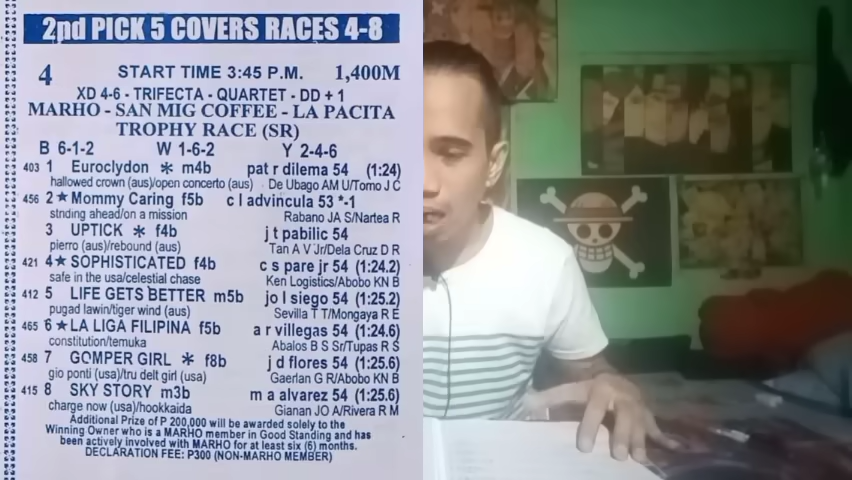 2nd PICK 5 COVERS RACES 4-8
4 START TIME 3:45 P.M. 1,400M
XD 4-6 - TRIFECTA - QUARTET - DD + 1
MARHO - SAN MIG COFFEE - LA PACITA
TROPHY RACE (SR)
B 6-1-2 W 1-6-2 Y 2-4-6
403 1 Euroclydon * m4b pat r dilema 54 (1:24)
hallowed crown (aus)/open concerto (aus) De Ubago AM U/Tomo J C
456 2 ★ Mommy Caring f5b c l advincula 53 *-1
stnding ahead/on a mission Rabano JA S/Nartea R
3 UPTICK * f4b j t pabilic 54
pierro (aus)/rebound (aus) Tan A V Jr/Dela Cruz D R
421 4 ★ SOPHISTICATED f4b c s pare jr 54 (1:24.2)
safe in the usa/celestial chase Ken Logistics/Abobo KN B
412 5 LIFE GETS BETTER m5b jo l siego 54 (1:25.2)
pugad lawin/tiger wind (aus) Sevilla T T/Mongaya R E
465 6 ★ LA LIGA FILIPINA f5b a r villegas 54 (1:24.6)
constitution/temuka Abalos B S Sr/Tupas R S
458 7 GOMPER GIRL * f8b j d flores 54 (1:25.6)
gio ponti (usa)/tru delt girl (usa) Gaerlan G R/Abobo KN B
415 8 SKY STORY m3b m a alvarez 54 (1:25.6)
charge now (usa)/hookkaida Gianan JO A/Rivera R M
Additional Prize of P 200,000 will be awarded solely to the
Winning Owner who is a MARHO member in Good Standing and has
been actively involved with MARHO for at least six (6) months.
DECLARATION FEE: P300 (NON-MARHO MEMBER)